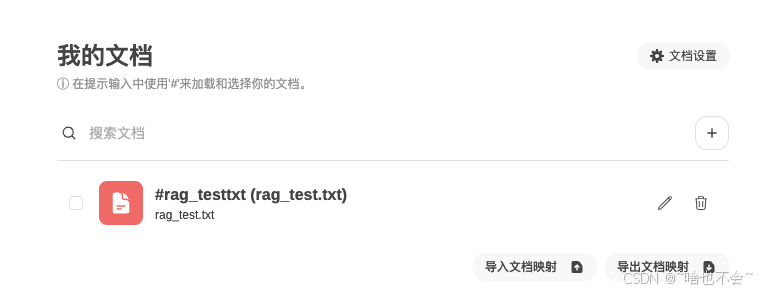 我的文档
文档设置
在提示输入中使用'#'来加载和选择你的文档。
搜索文档
#rag_testtxt (rag_test.txt)
rag_test.txt
导入文档映射
导出文档映射
CSDN @~啥也不会~